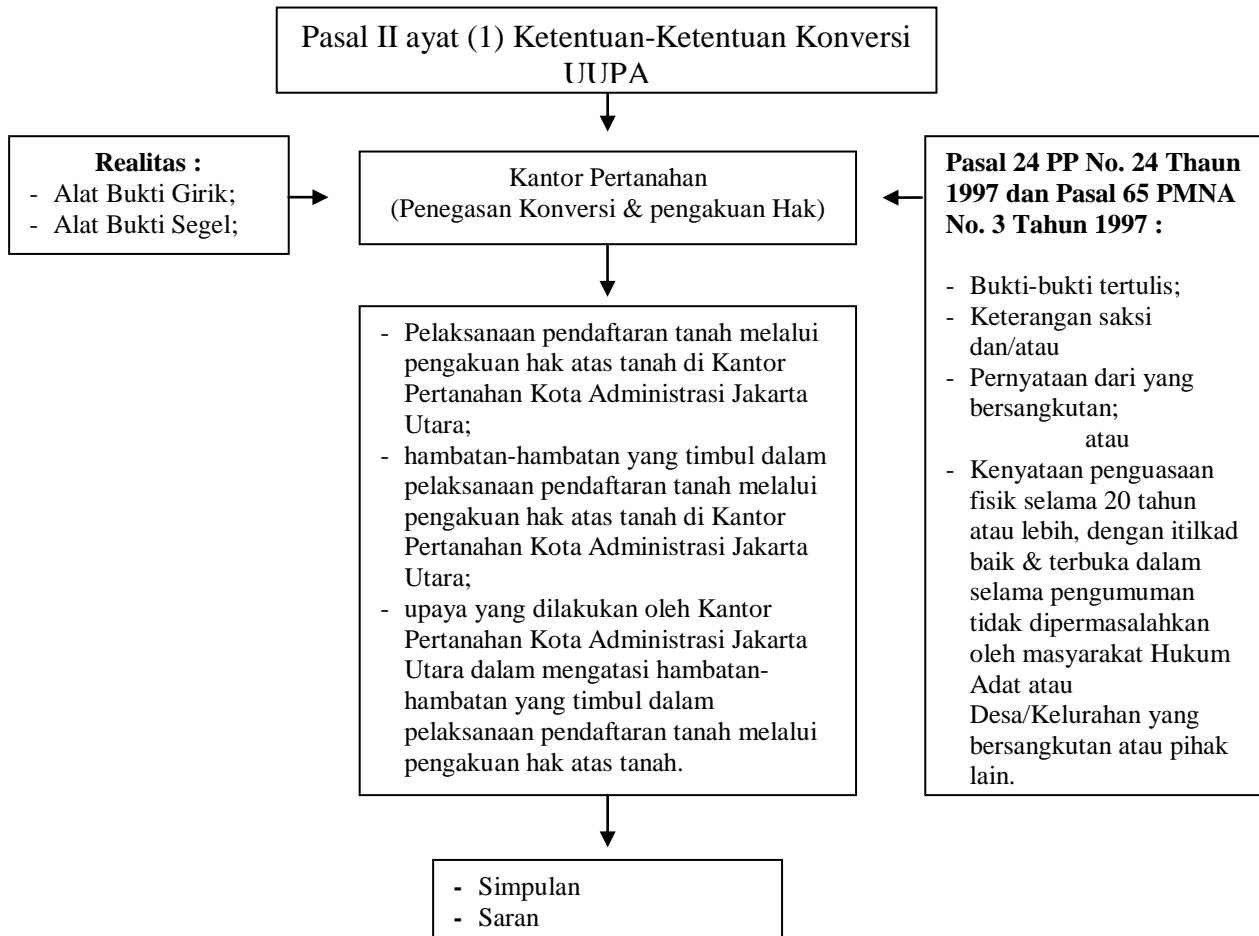 Pasal II ayat (1) Ketentuan-Ketentuan Konversi
UUPA
Realitas :
- Alat Bukti Girik;
- Alat Bukti Segel;
Kantor Pertanahan
(Penegasan Konversi & pengakuan Hak)
Pasal 24 PP No. 24 Thaun
1997 dan Pasal 65 PMNA
No. 3 Tahun 1997 :
- Bukti-bukti tertulis;
- Keterangan saksi
dan/atau
- Pernyataan dari yang
bersangkutan;
atau
- Kenyataan penguasaan
fisik selama 20 tahun
atau lebih, dengan itilkad
baik & terbuka dalam
selama pengumuman
tidak dipermasalahkan
oleh masyarakat Hukum
Adat atau
Desa/Kelurahan yang
bersangkutan atau pihak
lain.
- Pelaksanaan pendaftaran tanah melalui
pengakuan hak atas tanah di Kantor
Pertanahan Kota Administrasi Jakarta
Utara;
- hambatan-hambatan yang timbul dalam
pelaksanaan pendaftaran tanah melalui
pengakuan hak atas tanah di Kantor
Pertanahan Kota Administrasi Jakarta
Utara;
- upaya yang dilakukan oleh Kantor
Pertanahan Kota Administrasi Jakarta
Utara dalam mengatasi hambatan-
hambatan yang timbul dalam
pelaksanaan pendaftaran tanah melalui
pengakuan hak atas tanah.
- Simpulan
- Saran